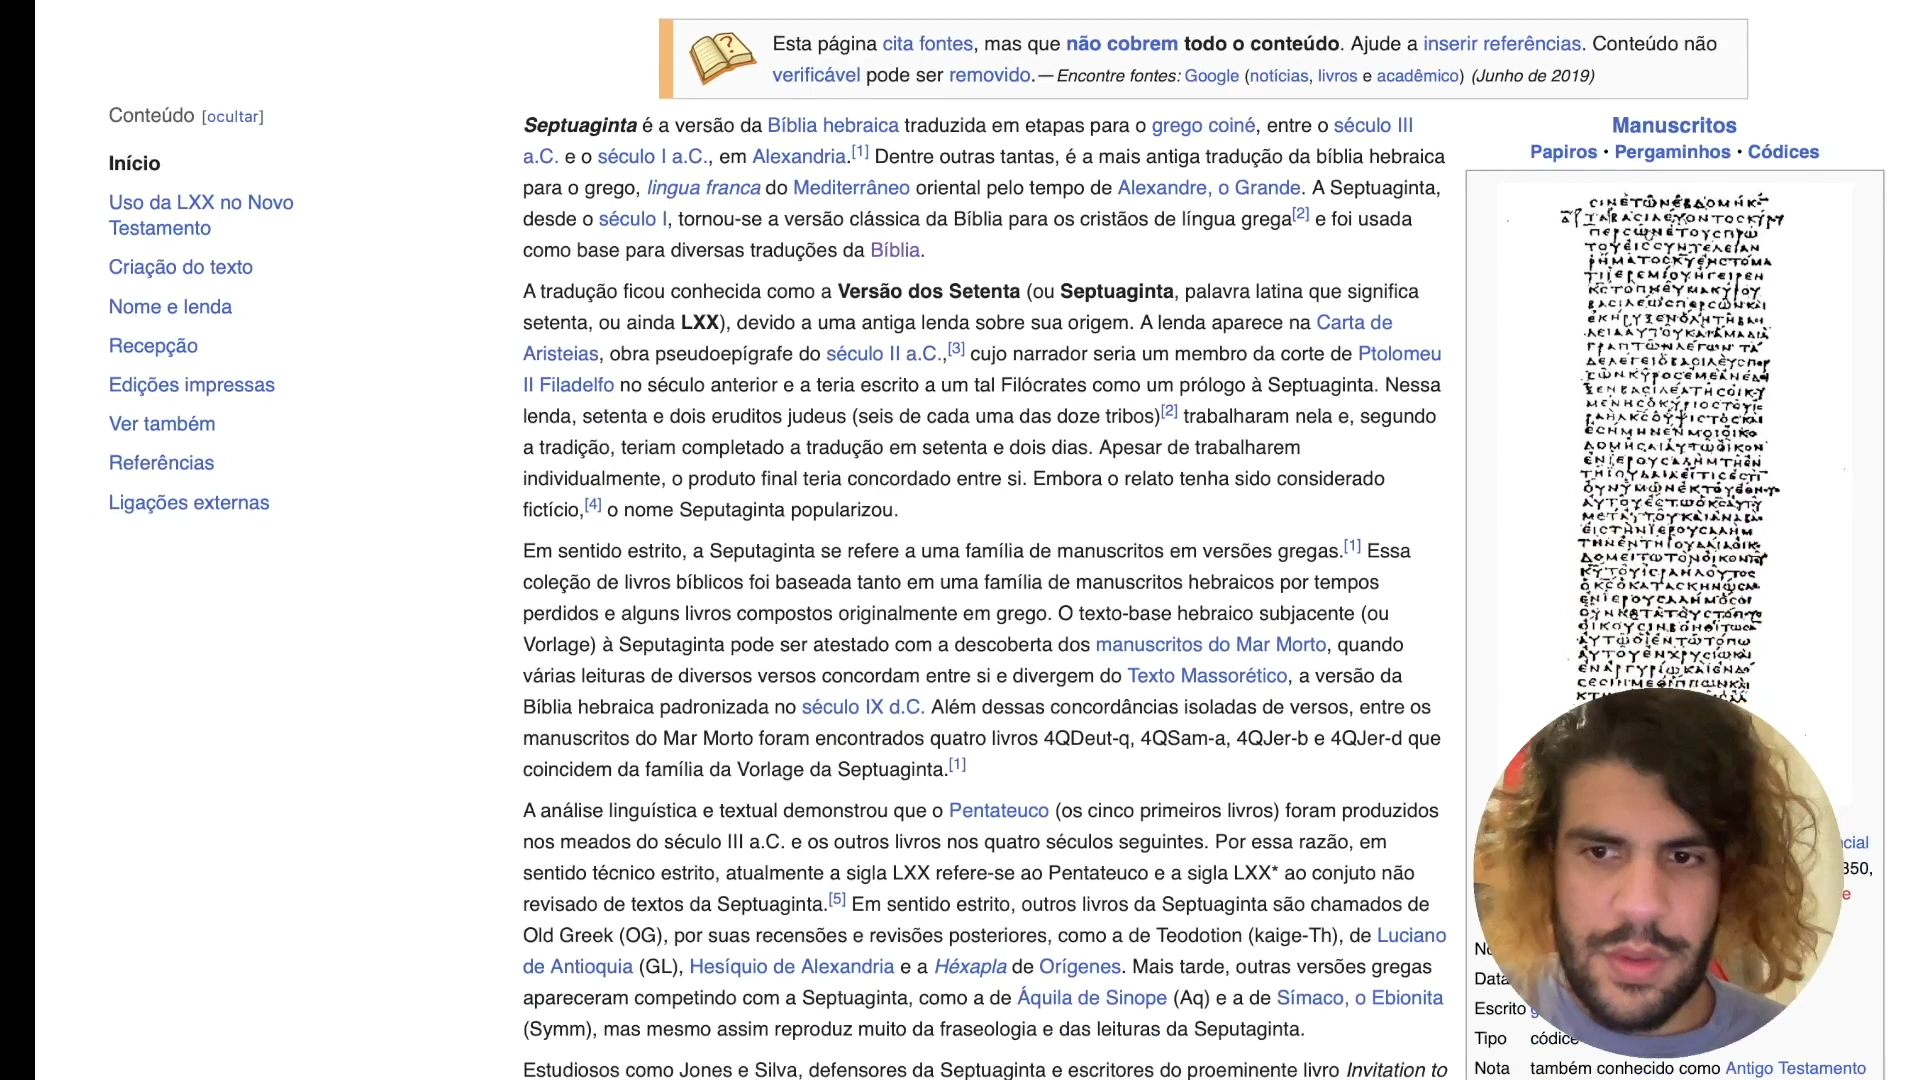 Esta página cita fontes, mas que não cobrem todo o conteúdo. Ajude a inserir referências. Conteúdo não
verificável pode ser removido.—Encontre fontes: Google (notícias, livros e acadêmico) (Junho de 2019)
Conteúdo [ocultar]
Início
Uso da LXX no Novo
Testamento
Criação do texto
Nome e lenda
Recepção
Edições impressas
Ver também
Referências
Ligações externas
Septuaginta é a versão da Bíblia hebraica traduzida em etapas para o grego coiné, entre o século III
a.C. e o século I a.C., em Alexandria.[1] Dentre outras tantas, é a mais antiga tradução da bíblia hebraica
para o grego, lingua franca do Mediterrâneo oriental pelo tempo de Alexandre, o Grande. A Septuaginta,
desde o século I, tornou-se a versão clássica da Bíblia para os cristãos de língua grega[2] e foi usada
como base para diversas traduções da Bíblia.
A tradução ficou conhecida como a Versão dos Setenta (ou Septuaginta, palavra latina que significa
setenta, ou ainda LXX), devido a uma antiga lenda sobre sua origem. A lenda aparece na Carta de
Aristeias, obra pseudoepígrafe do século II a.C.,[3] cujo narrador seria um membro da corte de Ptolomeu
II Filadelfo no século anterior e a teria escrito a um tal Filócrates como um prólogo à Septuaginta. Nessa
lenda, setenta e dois eruditos judeus (seis de cada uma das doze tribos)[2] trabalharam nela e, segundo
a tradição, teriam completado a tradução em setenta e dois dias. Apesar de trabalharem
individualmente, o produto final teria concordado entre si. Embora o relato tenha sido considerado
fictício,[4] o nome Seputaginta popularizou.
Em sentido estrito, a Seputaginta se refere a uma família de manuscritos em versões gregas.[1] Essa
coleção de livros bíblicos foi baseada tanto em uma família de manuscritos hebraicos por tempos
perdidos e alguns livros compostos originalmente em grego. O texto-base hebraico subjacente (ou
Vorlage) à Seputaginta pode ser atestado com a descoberta dos manuscritos do Mar Morto, quando
várias leituras de diversos versos concordam entre si e divergem do Texto Massorético, a versão da
Bíblia hebraica padronizada no século IX d.C. Além dessas concordâncias isoladas de versos, entre os
manuscritos do Mar Morto foram encontrados quatro livros 4QDeut-q, 4QSam-a, 4QJer-b e 4QJer-d que
coincidem da família da Vorlage da Septuaginta.[1]
A análise linguística e textual demonstrou que o Pentateuco (os cinco primeiros livros) foram produzidos
nos meados do século III a.C. e os outros livros nos quatro séculos seguintes. Por essa razão, em
sentido técnico estrito, atualmente a sigla LXX refere-se ao Pentateuco e a sigla LXX* ao conjuto não
revisado de textos da Septuaginta.[5] Em sentido estrito, outros livros da Septuaginta são chamados de
Old Greek (OG), por suas recensões e revisões posteriores, como a de Teodotion (kaige-Th), de Luciano
de Antioquia (GL), Hesíquio de Alexandria e a Héxapla de Orígenes. Mais tarde, outras versões gregas
apareceram competindo com a Septuaginta, como a de Áquila de Sinope (Aq) e a de Símaco, o Ebionita
(Symm), mas mesmo assim reproduz muito da fraseologia e das leituras da Seputaginta.
Estudiosos como Jones e Silva, defensores da Septuaginta e escritores do proeminente livro Invitation to
Manuscritos
Papiros • Pergaminhos • Códices
350,
e
Data
Escrito
Tipo códice
Nota também conhecido como Antigo Testamento